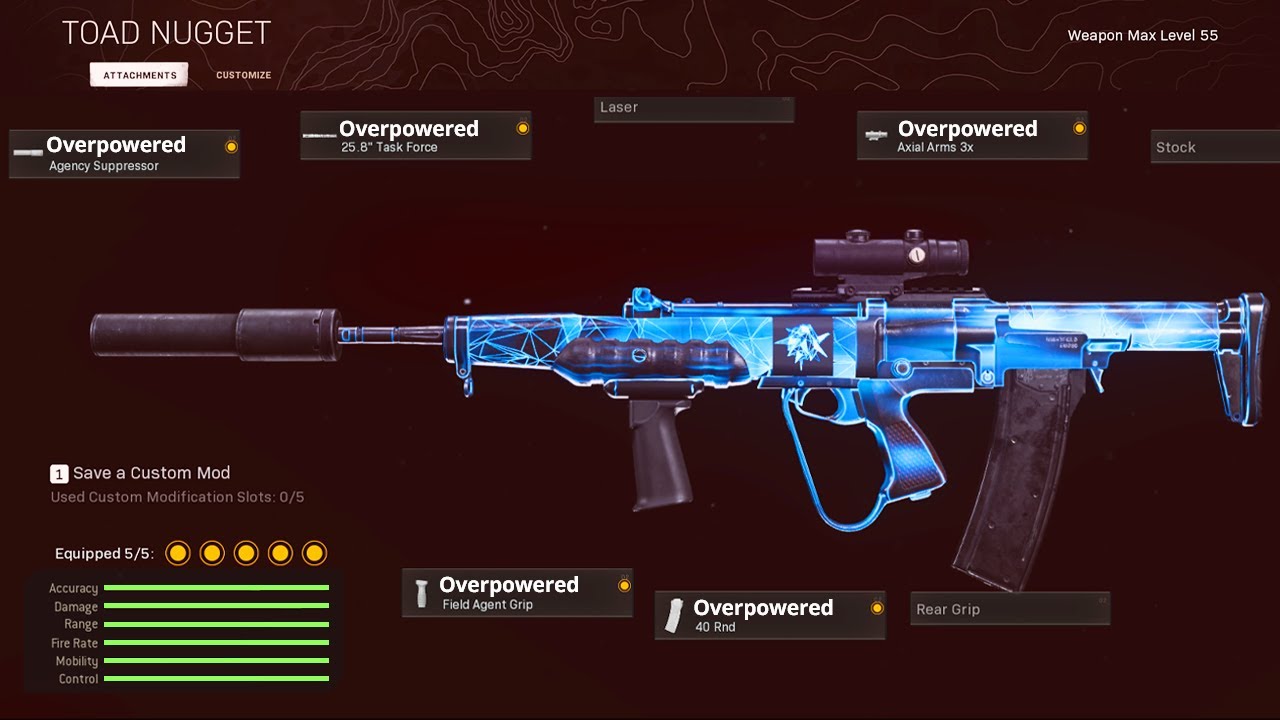 TOAD NUGGET
Weapon Max Level 55
ATTACHMENTS
CUSTOMIZE
Overpowered
Agency Suppressor
Overpowered
25.8" Task Force
Laser
Overpowered
Axial Arms 3x
Stock
1 Save a Custom Mod
Used Custom Modification Slots: 0/5
Equipped 5/5:
Accuracy
Damage
Range
Fire Rate
Mobility
Control
Overpowered
Field Agent Grip
Overpowered
40 Rnd
Rear Grip